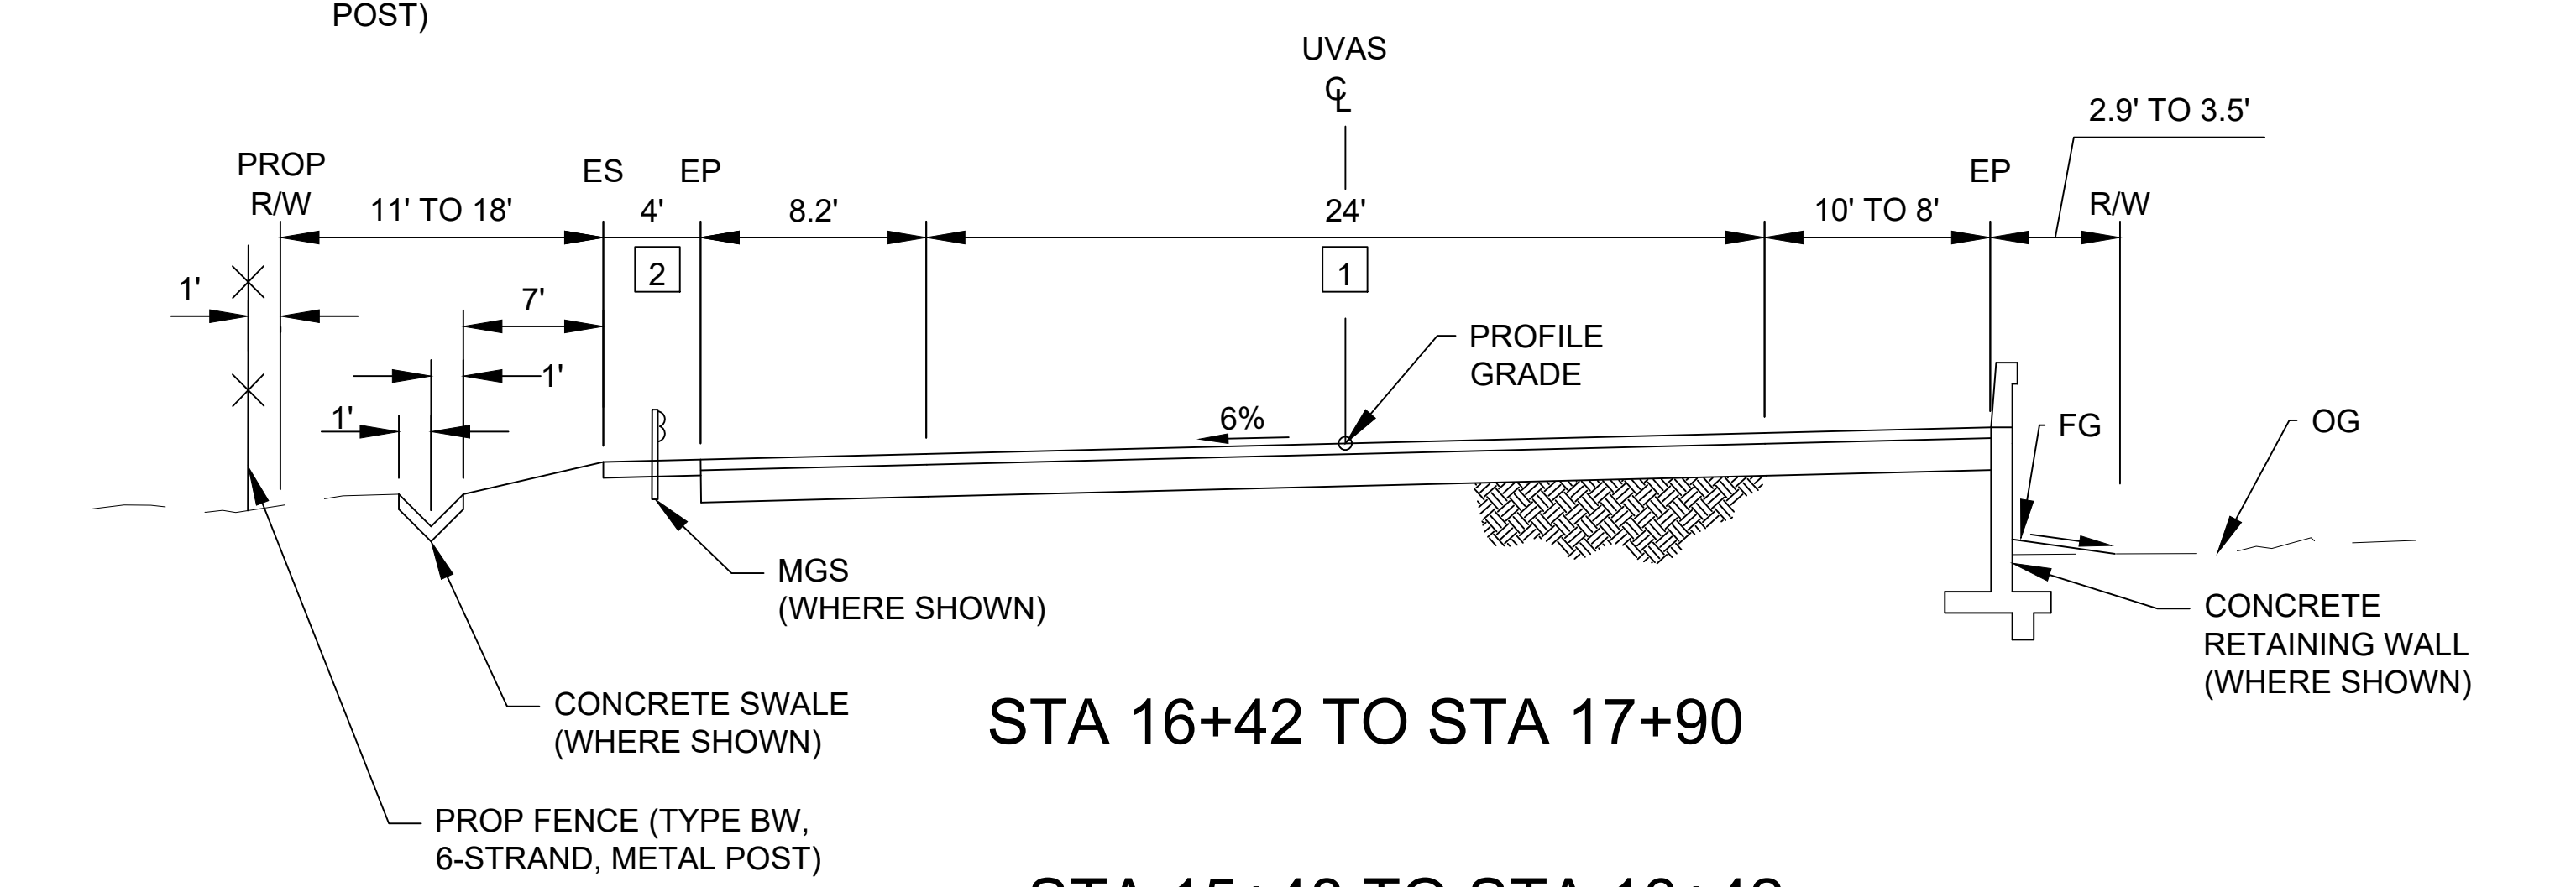 POST)
UVAS
CL
2.9' TO 3.5'
PROP
R/W
ES
EP
EP
R/W
11' TO 18'
4'
8.2'
24'
10' TO 8'
2
1
1'
7'
1'
1'
PROFILE
GRADE
6%
FG
OG
MGS
(WHERE SHOWN)
CONCRETE
RETAINING WALL
(WHERE SHOWN)
CONCRETE SWALE
(WHERE SHOWN)
STA 16+42 TO STA 17+90
PROP FENCE (TYPE BW,
6-STRAND, METAL POST)